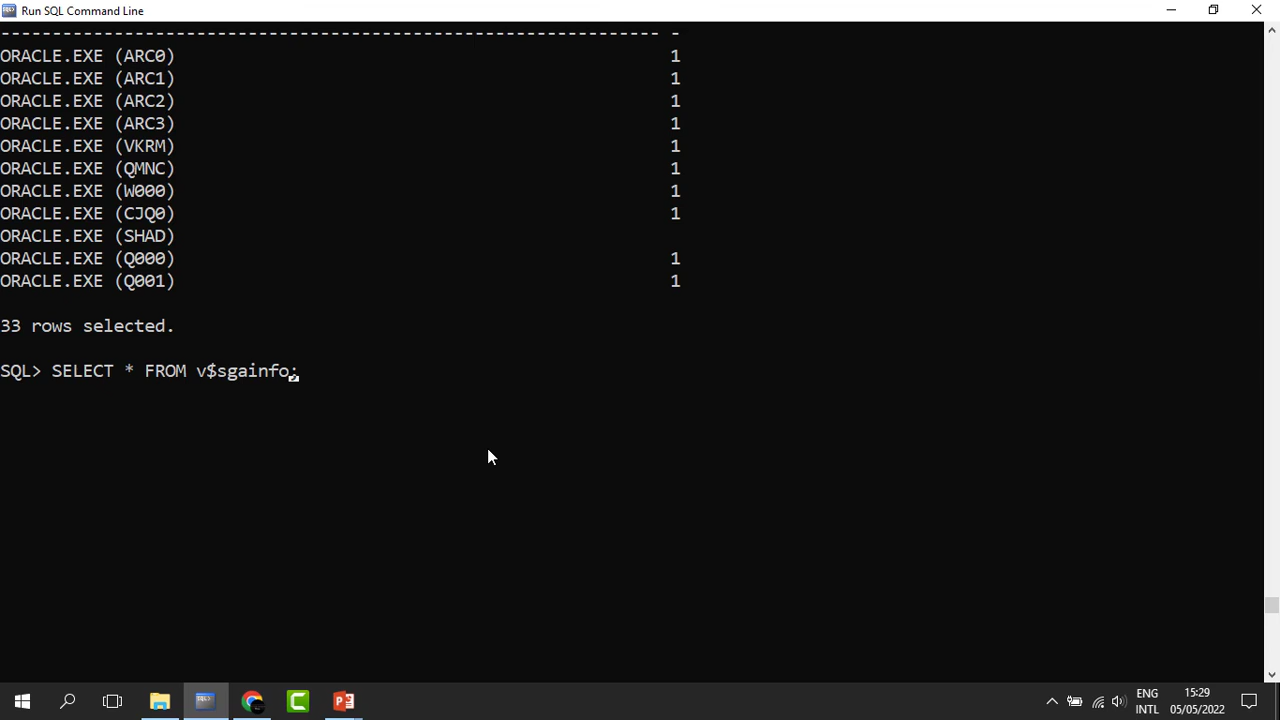 Run SQL Command Line
---------------------------------------------------------------- -
ORACLE.EXE (ARC0) 1
ORACLE.EXE (ARC1) 1
ORACLE.EXE (ARC2) 1
ORACLE.EXE (ARC3) 1
ORACLE.EXE (VKRM) 1
ORACLE.EXE (QMNC) 1
ORACLE.EXE (W000) 1
ORACLE.EXE (CJQ0) 1
ORACLE.EXE (SHAD)
ORACLE.EXE (Q000) 1
ORACLE.EXE (Q001) 1
33 rows selected.
SQL> SELECT * FROM v$sgainfo;
ENG 15:29
INTL 05/05/2022